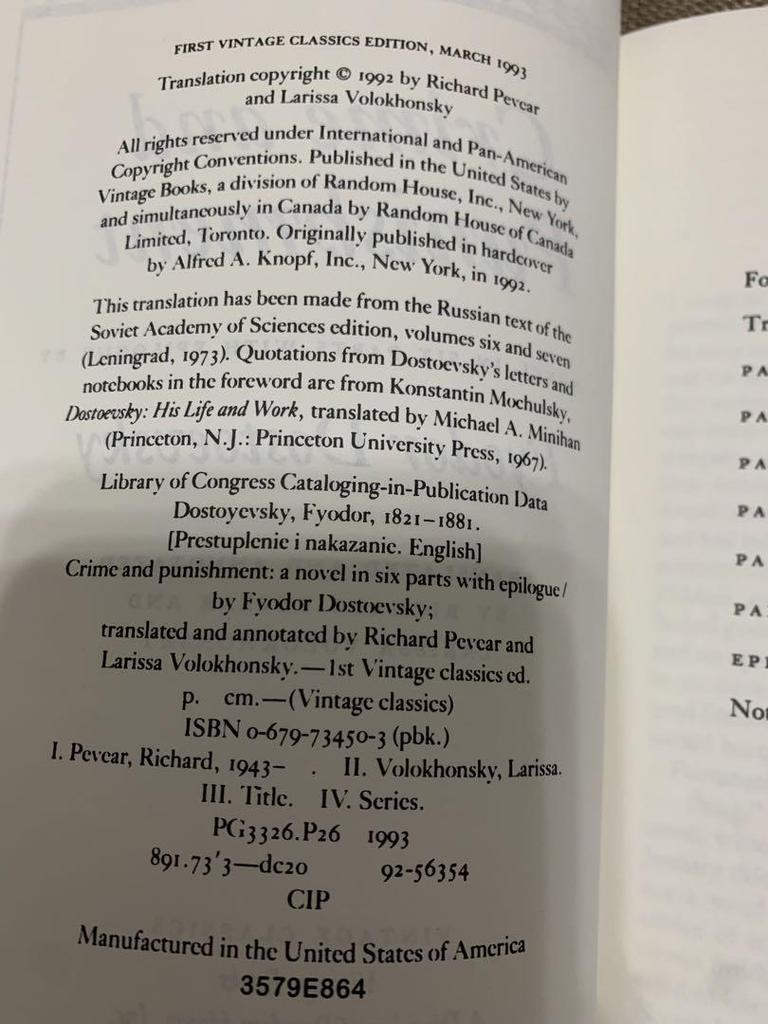 FIRST VINTAGE CLASSICS EDITION, MARCH 1993
Translation copyright © 1992 by Richard Pevear
and Larissa Volokhonsky
All rights reserved under International and Pan-American
Copyright Conventions. Published in the United States by
Vintage Books, a division of Random House, Inc., New York,
and simultaneously in Canada by Random House of Canada
Limited, Toronto. Originally published in hardcover
by Alfred A. Knopf, Inc., New York, in 1992.
This translation has been made from the Russian text of the
Soviet Academy of Sciences edition, volumes six and seven
(Leningrad, 1973). Quotations from Dostoevsky's letters and
notebooks in the foreword are from Konstantin Mochulsky,
Dostoevsky: His Life and Work, translated by Michael A. Minihan
(Princeton, N.J.: Princeton University Press, 1967).
Library of Congress Cataloging-in-Publication Data
Dostoyevsky, Fyodor, 1821–1881.
[Prestuplenie i nakazanie. English]
Crime and punishment: a novel in six parts with epilogue/
by Fyodor Dostoevsky;
translated and annotated by Richard Pevear and
Larissa Volokhonsky.—1st Vintage classics ed.
p. cm.—(Vintage classics)
ISBN 0-679-73450-3 (pbk.)
I. Pevear, Richard, 1943– . II. Volokhonsky, Larissa.
III. Title. IV. Series.
PG3326.P26 1993
891.73'3—dc20 92-56354
CIP
Manufactured in the United States of America
3579E864
Fo
Tr
PA
PA
PA
PA
PA
PA
EPI
Not